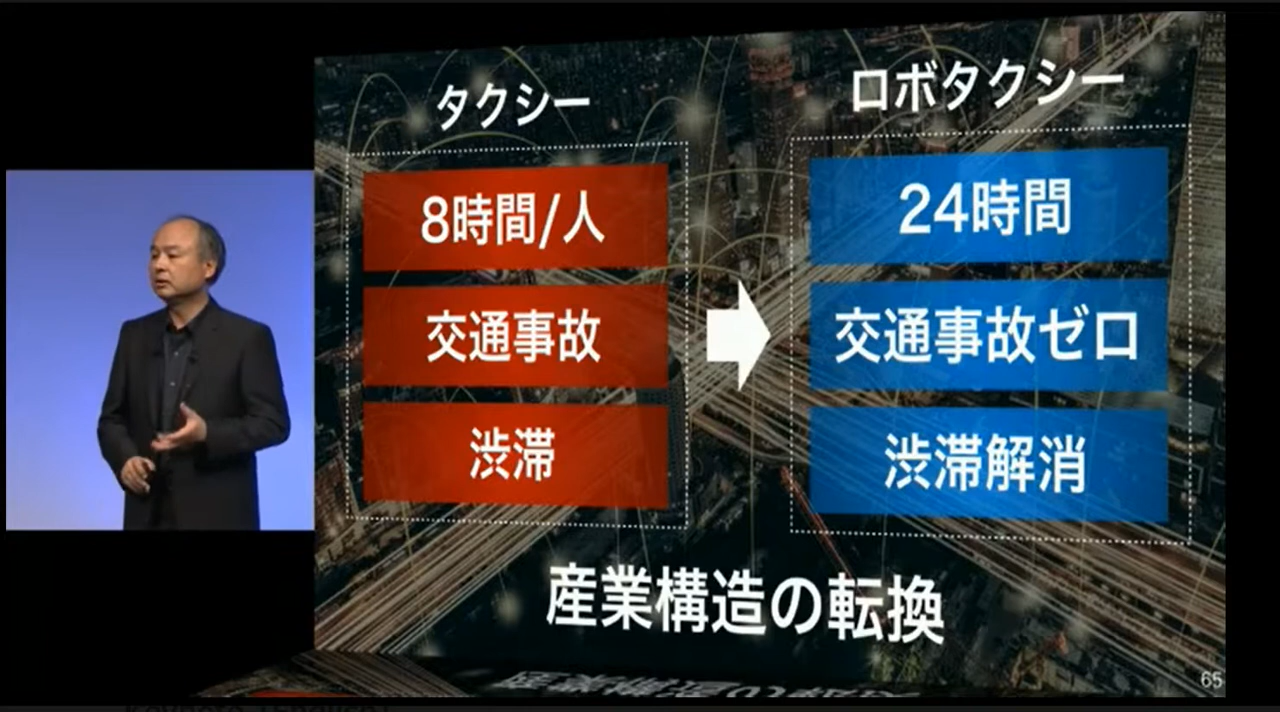 タクシー
8時間/人
交通事故
渋滞
ロボタクシー
24時間
交通事故ゼロ
渋滞解消
産業構造の転換
65